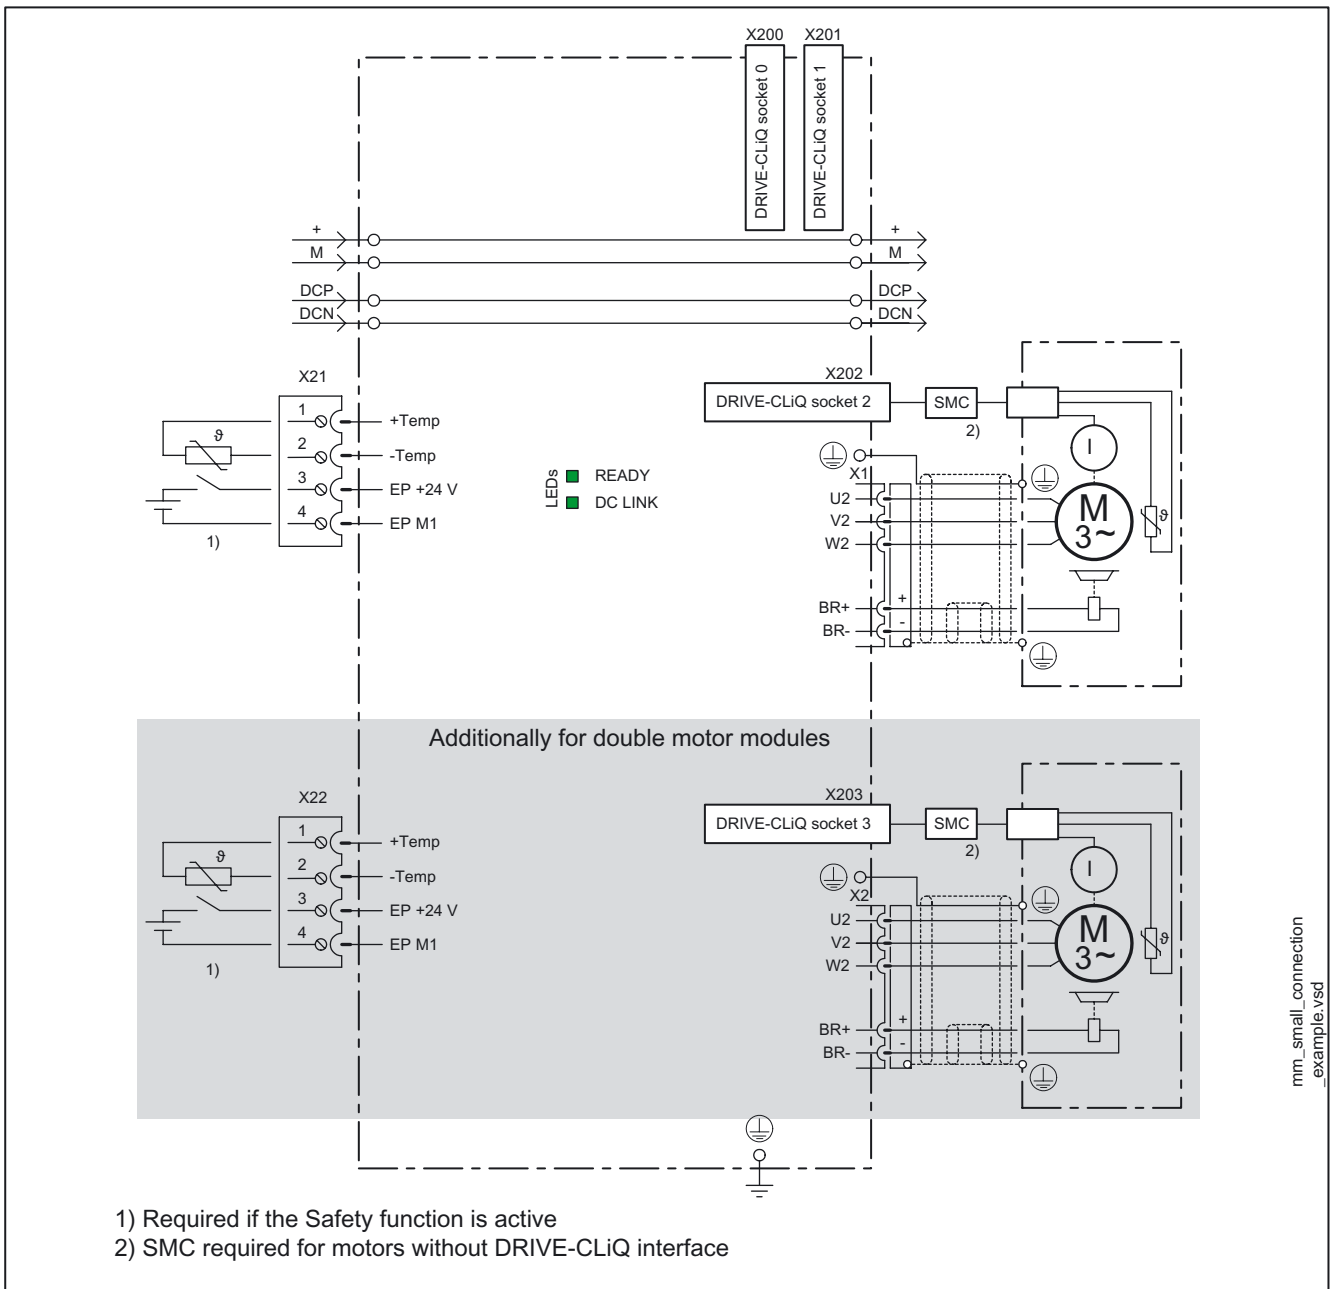 X200 X201
DRIVE-CLiQ socket 0
DRIVE-CLiQ socket 1
+ +
M M
DCP DCP
DCN DCN
X21
1 +Temp
2 -Temp
3 EP +24 V
4 EP M1
ϑ
1)
LEDs
READY
DC LINK
X202
DRIVE-CLiQ socket 2
SMC
2)
I
X1
U2
V2
W2
M
3~
ϑ
BR+ +
BR- -
Additionally for double motor modules
X22
1 +Temp
2 -Temp
3 EP +24 V
4 EP M1
ϑ
1)
X203
DRIVE-CLiQ socket 3
SMC
2)
I
X2
U2
V2
W2
M
3~
ϑ
BR+ +
BR- -
mm_small_connection
_example.vsd
1) Required if the Safety function is active
2) SMC required for motors without DRIVE-CLiQ interface